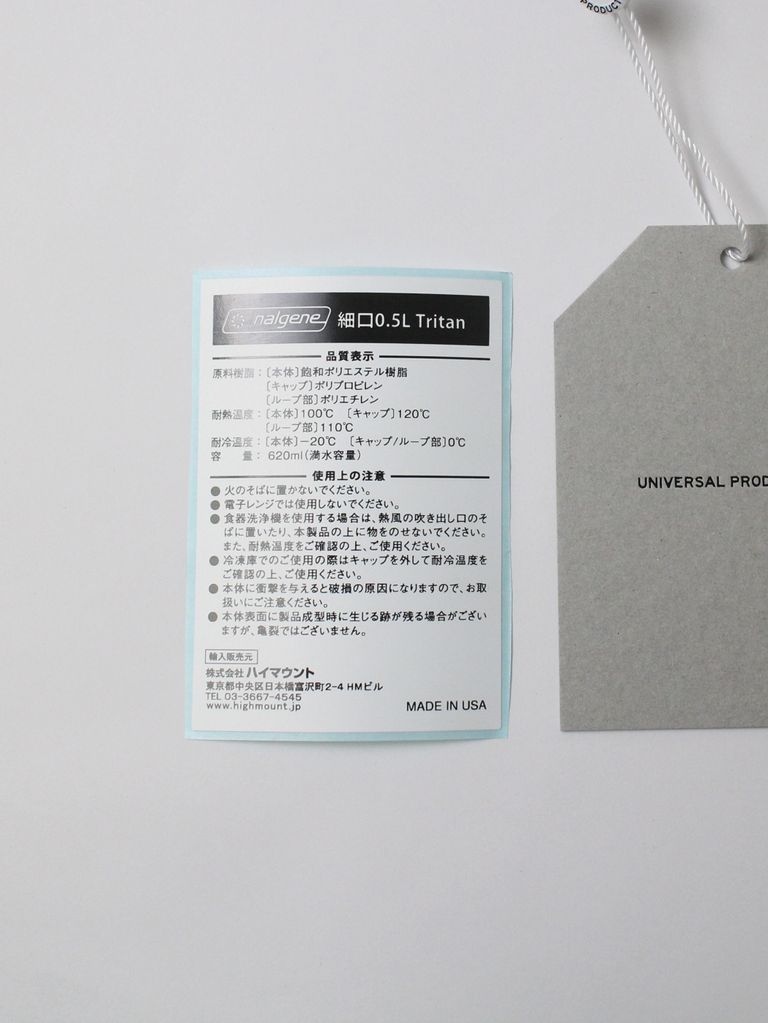 PRODUCT
nalgene 細口0.5L Tritan
品質表示
原料樹脂：〔本体〕飽和ポリエステル樹脂
〔キャップ〕ポリプロピレン
〔ループ部〕ポリエチレン
耐熱温度：〔本体〕100℃ 〔キャップ〕120℃
〔ループ部〕110℃
耐冷温度：〔本体〕−20℃ 〔キャップ/ループ部〕0℃
容　量：620ml（満水容量）
使用上の注意
●火のそばに置かないでください。
●電子レンジでは使用しないでください。
●食器洗浄機を使用する場合は、熱風の吹き出し口のそ
ばに置いたり、本製品の上に物をのせないでください。
また、耐熱温度をご確認の上、ご使用ください。
●冷凍庫でのご使用の際はキャップを外して耐冷温度を
ご確認の上、ご使用ください。
●本体に衝撃を与えると破損の原因になりますので、お取
扱いにご注意ください。
●本体表面に製品成型時に生じる跡が残る場合がござい
ますが、亀裂ではございません。
輸入販売元
株式会社 ハイマウント
東京都中央区日本橋富沢町2-4 HMビル
TEL 03-3667-4545
www.highmount.jp
MADE IN USA
UNIVERSAL PROD